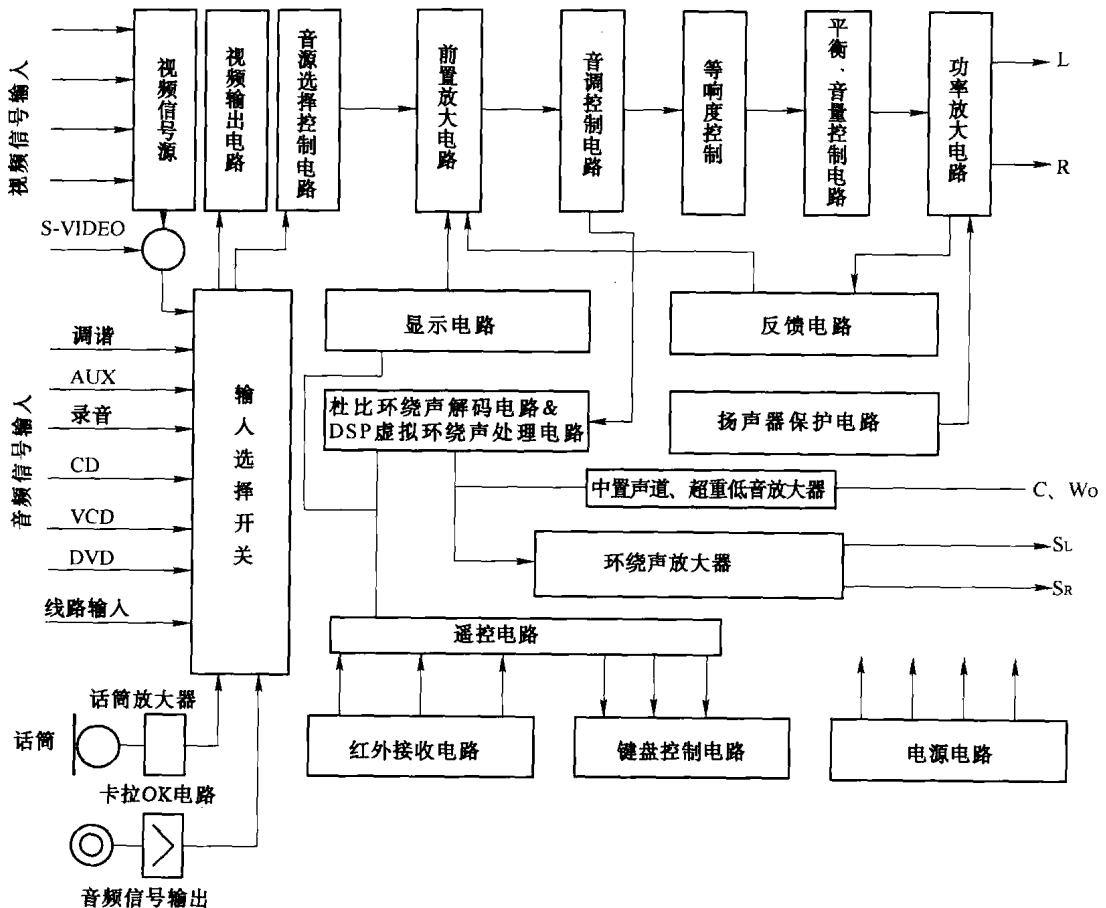 视频信号输入
视频信号源
视频输出电路
音源选择控制电路
前置放大电路
音调控制电路
等响度控制
平衡、音量控制电路
功率放大电路
L
R
S-VIDEO
音频信号输入
调谐
AUX
录音
CD
VCD
DVD
线路输入
输入选择开关
显示电路
反馈电路
杜比环绕声解码电路&
DSP虚拟环绕声处理电路
扬声器保护电路
中置声道、超重低音放大器
C、Wo
环绕声放大器
SL
SR
遥控电路
话筒放大器
话筒
卡拉OK电路
红外接收电路
键盘控制电路
电源电路
音频信号输出